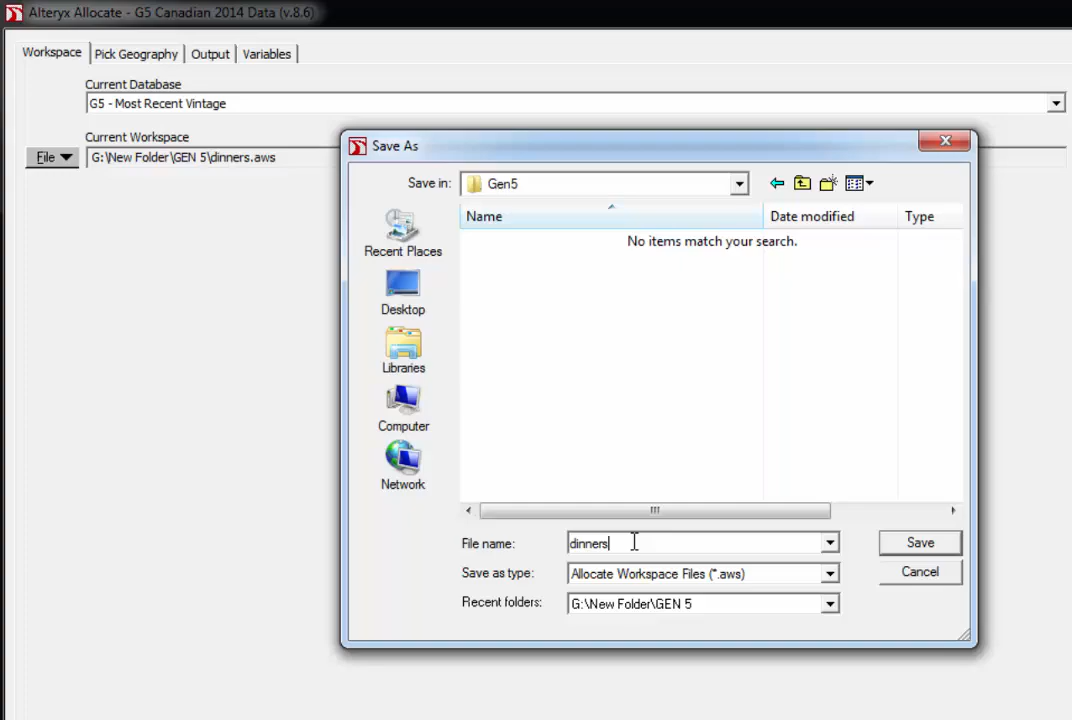 Alteryx Allocate - G5 Canadian 2014 Data (v.8.6)
Workspace Pick Geography Output Variables
Current Database
G5 - Most Recent Vintage
Current Workspace
File G:\New Folder\GEN 5\dinners.aws
Save As
Save in: Gen5
Name Date modified Type
No items match your search.
Recent Places
Desktop
Libraries
Computer
Network
File name: dinners Save
Save as type: Allocate Workspace Files (*.aws) Cancel
Recent folders: G:\New Folder\GEN 5